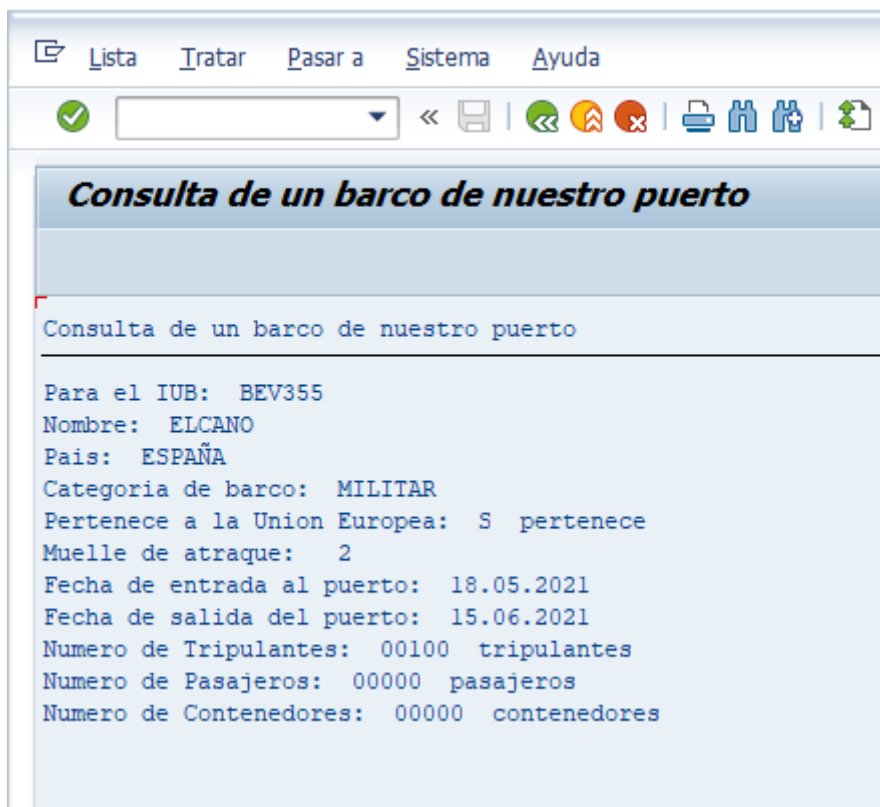 Lista Tratar Pasar a Sistema Ayuda
Consulta de un barco de nuestro puerto
Consulta de un barco de nuestro puerto
Para el IUB: BEV355
Nombre: ELCANO
Pais: ESPAÑA
Categoria de barco: MILITAR
Pertenece a la Union Europea: S pertenece
Muelle de atraque: 2
Fecha de entrada al puerto: 18.05.2021
Fecha de salida del puerto: 15.06.2021
Numero de Tripulantes: 00100 tripulantes
Numero de Pasajeros: 00000 pasajeros
Numero de Contenedores: 00000 contenedores